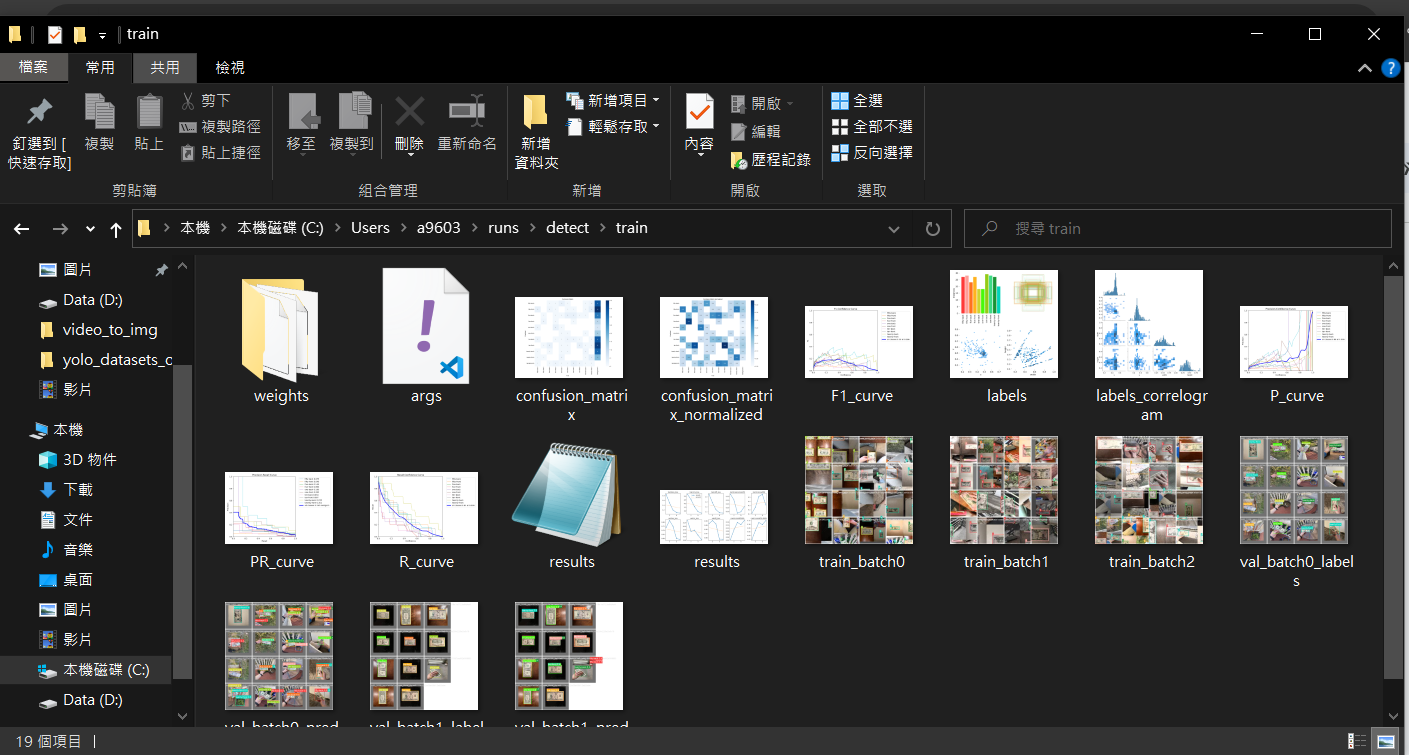 train
檔案
常用
共用
檢視
釘選到 [
快速存取]
複製
貼上
剪下
複製路徑
貼上捷徑
剪貼簿
移至
複製到
刪除
重新命名
組合管理
新增
資料夾
新增項目
輕鬆存取
新增
內容
開啟
編輯
歷程記錄
開啟
全選
全部不選
反向選擇
選取
本機 > 本機磁碟 (C:) > Users > a9603 > runs > detect > train
搜尋 train
圖片
Data (D:)
video_to_img
yolo_datasets_c
影片
本機
3D 物件
下載
文件
音樂
桌面
圖片
影片
本機磁碟 (C:)
Data (D:)
weights
args
confusion_matri
x
confusion_matri
x_normalized
F1_curve
labels
labels_correlogr
am
P_curve
PR_curve
R_curve
results
results
train_batch0
train_batch1
train_batch2
val_batch0_label
s
val_batch0_pred
val_batch1_label
val_batch1_pred
19 個項目